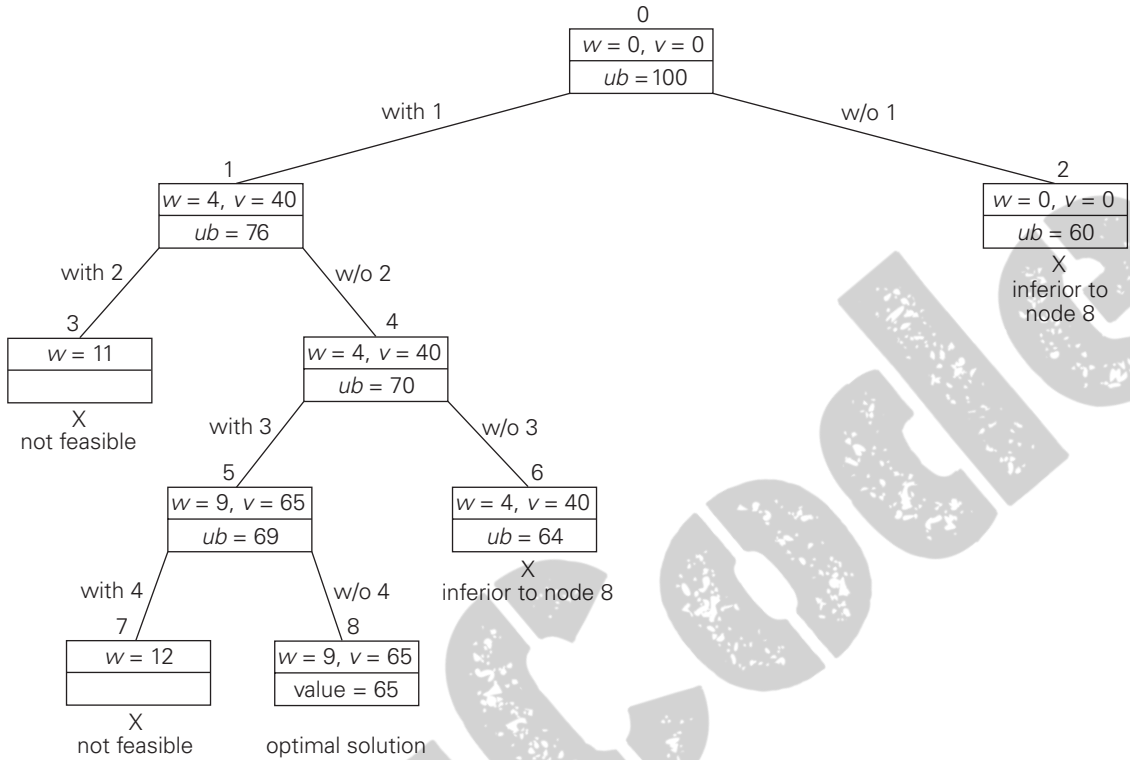 0
w = 0, v = 0
ub = 100
with 1
w/o 1
1
w = 4, v = 40
ub = 76
2
w = 0, v = 0
ub = 60
X
inferior to
node 8
with 2
w/o 2
3
w = 11
X
not feasible
4
w = 4, v = 40
ub = 70
with 3
w/o 3
5
w = 9, v = 65
ub = 69
6
w = 4, v = 40
ub = 64
X
inferior to node 8
with 4
w/o 4
7
w = 12
X
not feasible
8
w = 9, v = 65
value = 65
optimal solution
Code